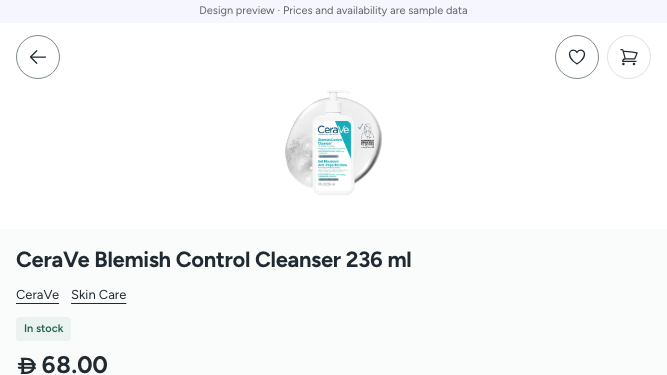 Design preview · Prices and availability are sample data
CeraVe
CeraVe Blemish Control Cleanser 236 ml
CeraVe Skin Care
In stock
68.00